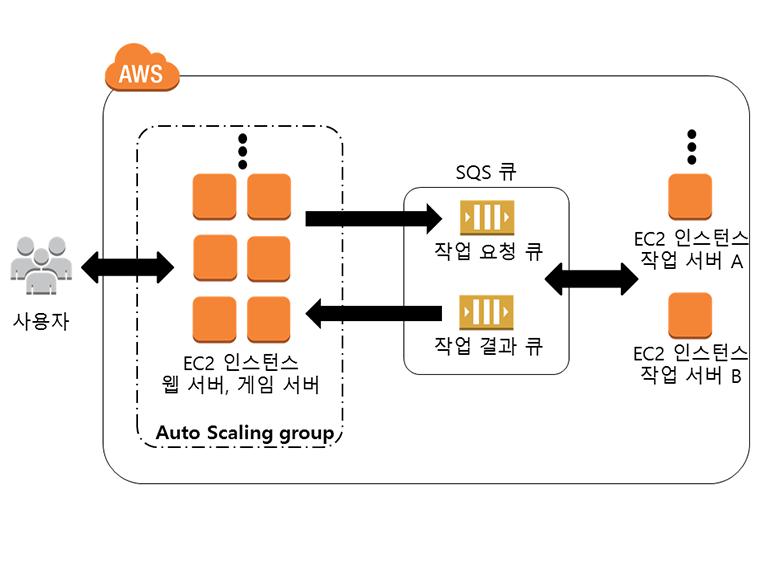 AWS
SQS 큐
작업 요청 큐
EC2 인스턴스
작업 서버 A
사용자
작업 결과 큐
EC2 인스턴스
웹 서버, 게임 서버
EC2 인스턴스
작업 서버 B
Auto Scaling group